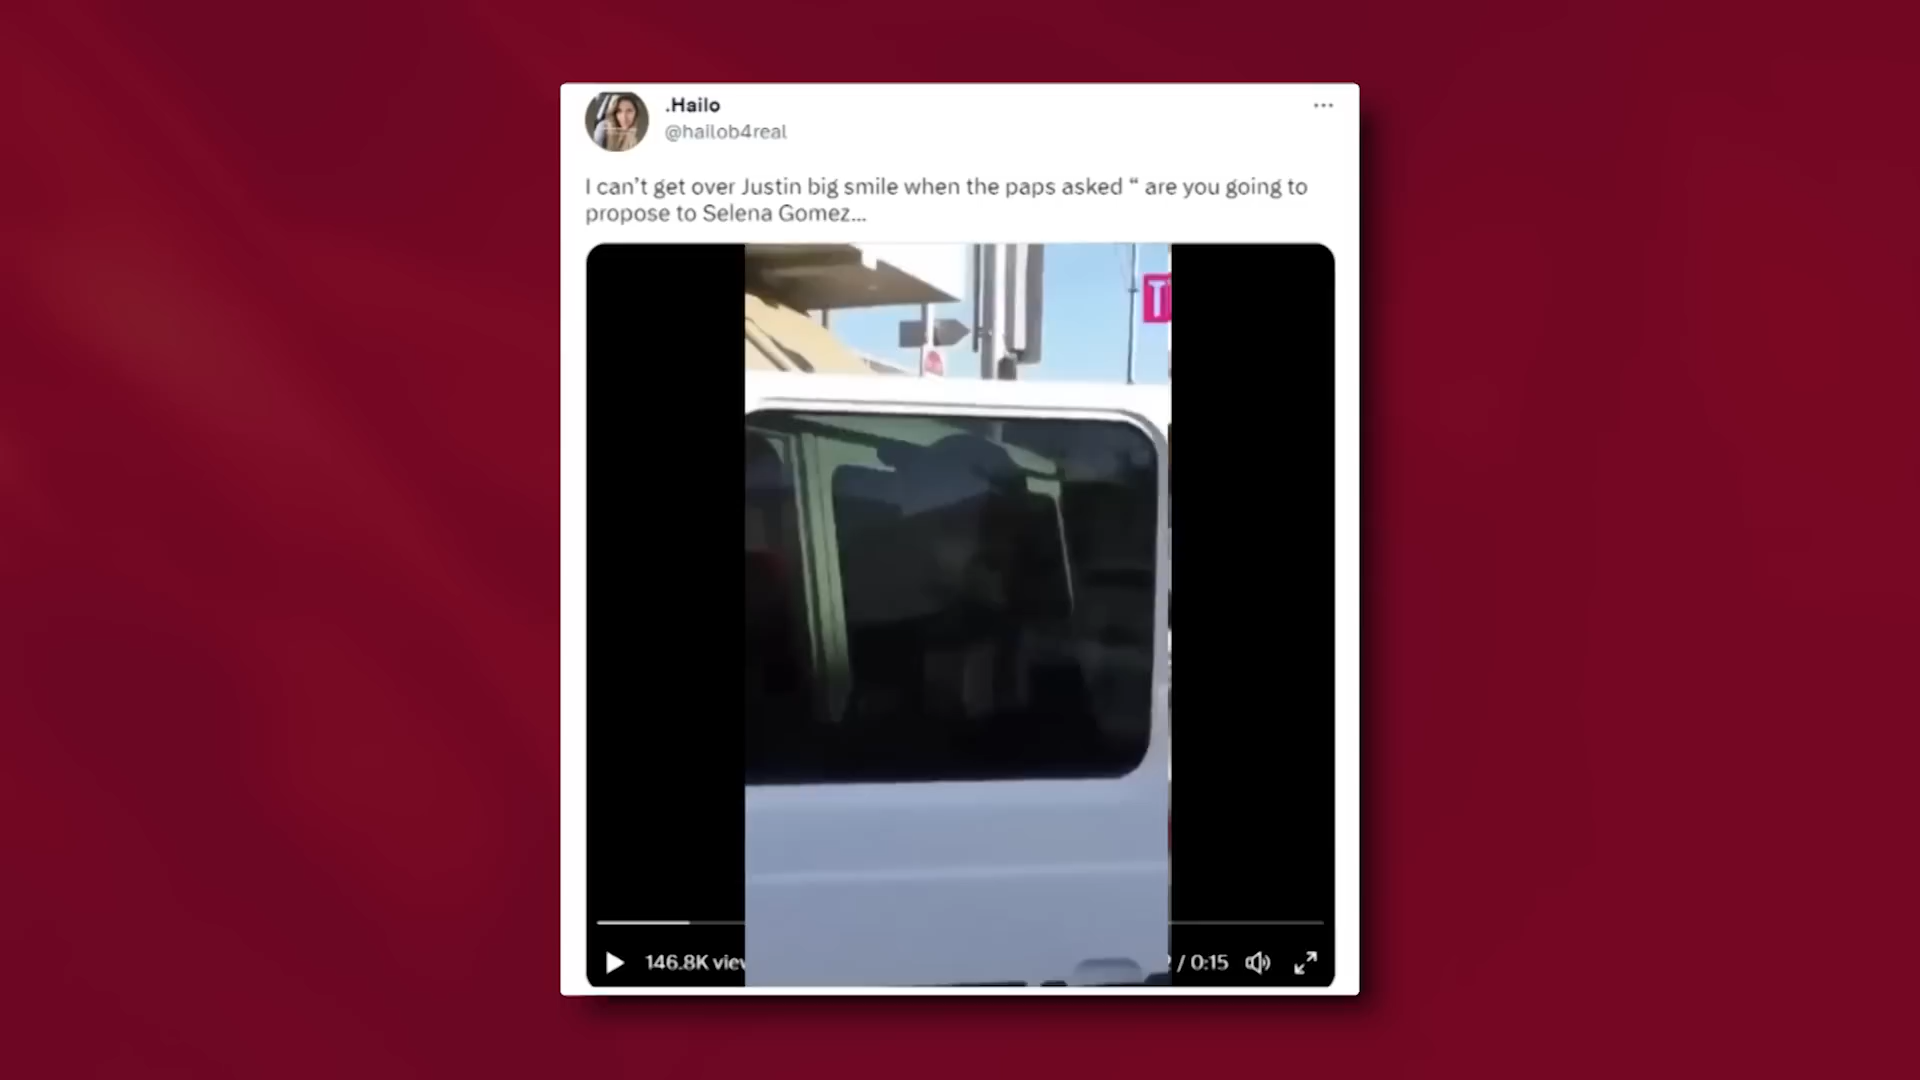 .Hailo
@hailob4real
I can’t get over Justin big smile when the paps asked “ are you going to
propose to Selena Gomez...
T
146.8K view
/ 0:15